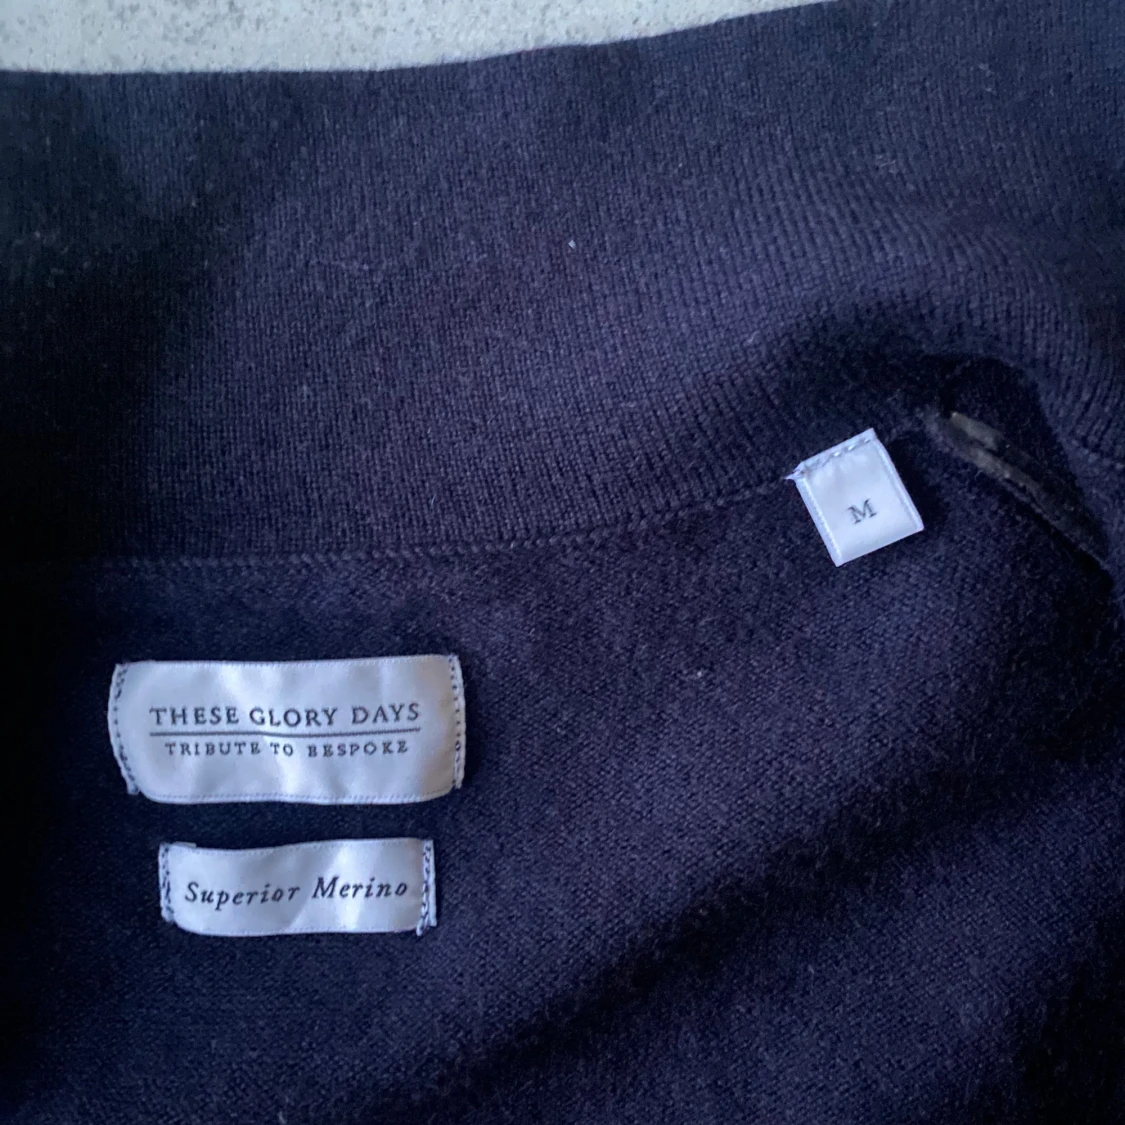 M
THESE GLORY DAYS
TRIBUTE TO BESPOKE
Superior Merino